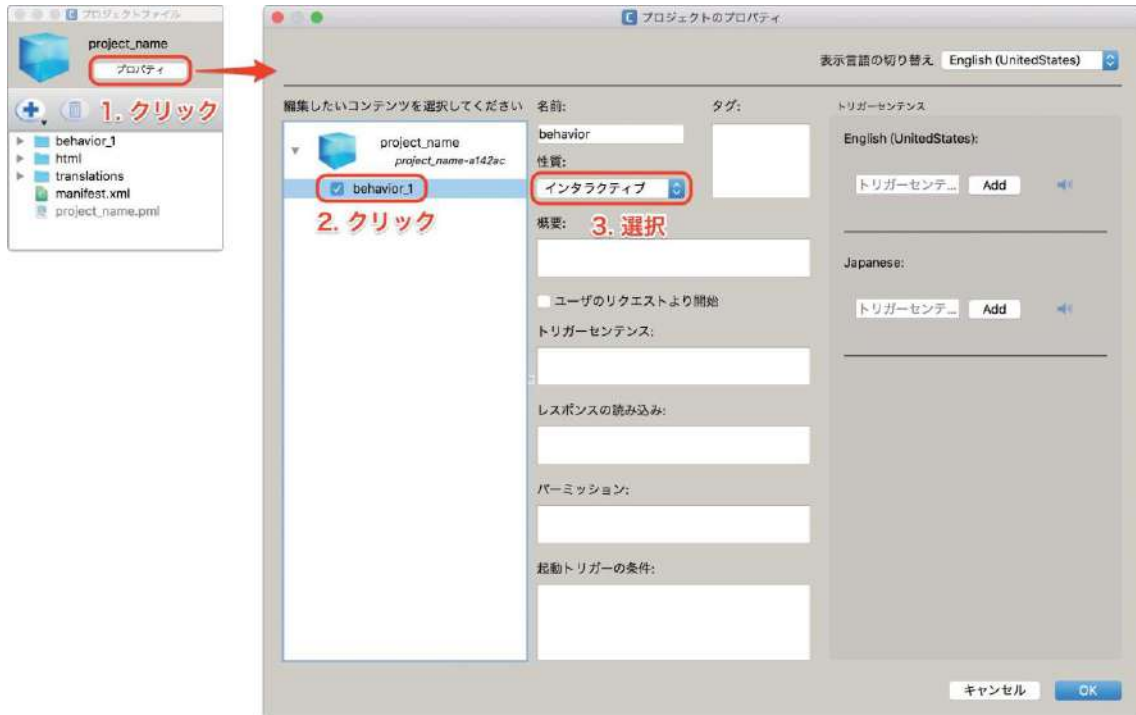 プロジェクトファイル
project_name
プロパティ
1. クリック
behavior_1
html
translations
manifest.xml
project_name.pml
プロジェクトのプロパティ
表示言語の切り替え English (UnitedStates)
編集したいコンテンツを選択してください
project_name
project_name-a142ac
behavior_1
2. クリック
名前:
behavior
性質:
インタラクティブ
3. 選択
タグ:
概要:
ユーザのリクエストより開始
トリガーセンテンス:
レスポンスの読み込み:
パーミッション:
起動トリガーの条件:
トリガーセンテンス
English (UnitedStates):
トリガーセンテ... Add
Japanese:
トリガーセンテ... Add
キャンセル OK